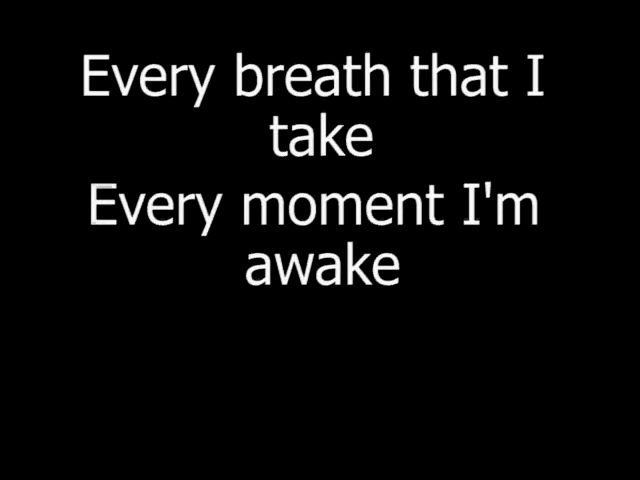 Every breath that I
take
Every moment I'm
awake